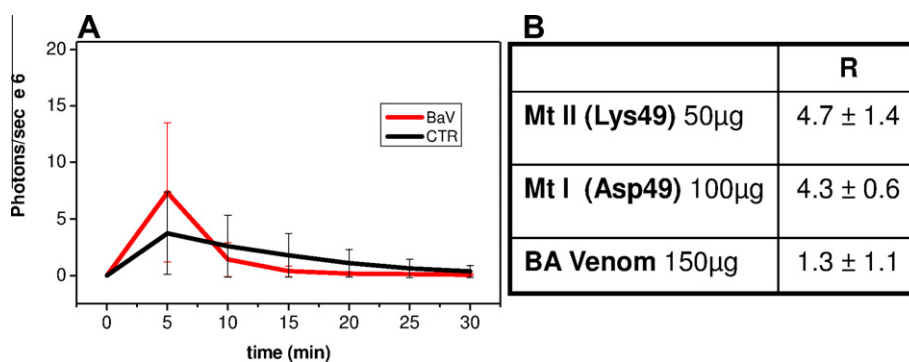 A
Photons/sec e 6
20
15
10
5
0
BaV
CTR
0 5 10 15 20 25 30
time (min)
B
R
Mt II (Lys49) 50µg 4.7 ± 1.4
Mt I (Asp49) 100µg 4.3 ± 0.6
BA Venom 150µg 1.3 ± 1.1